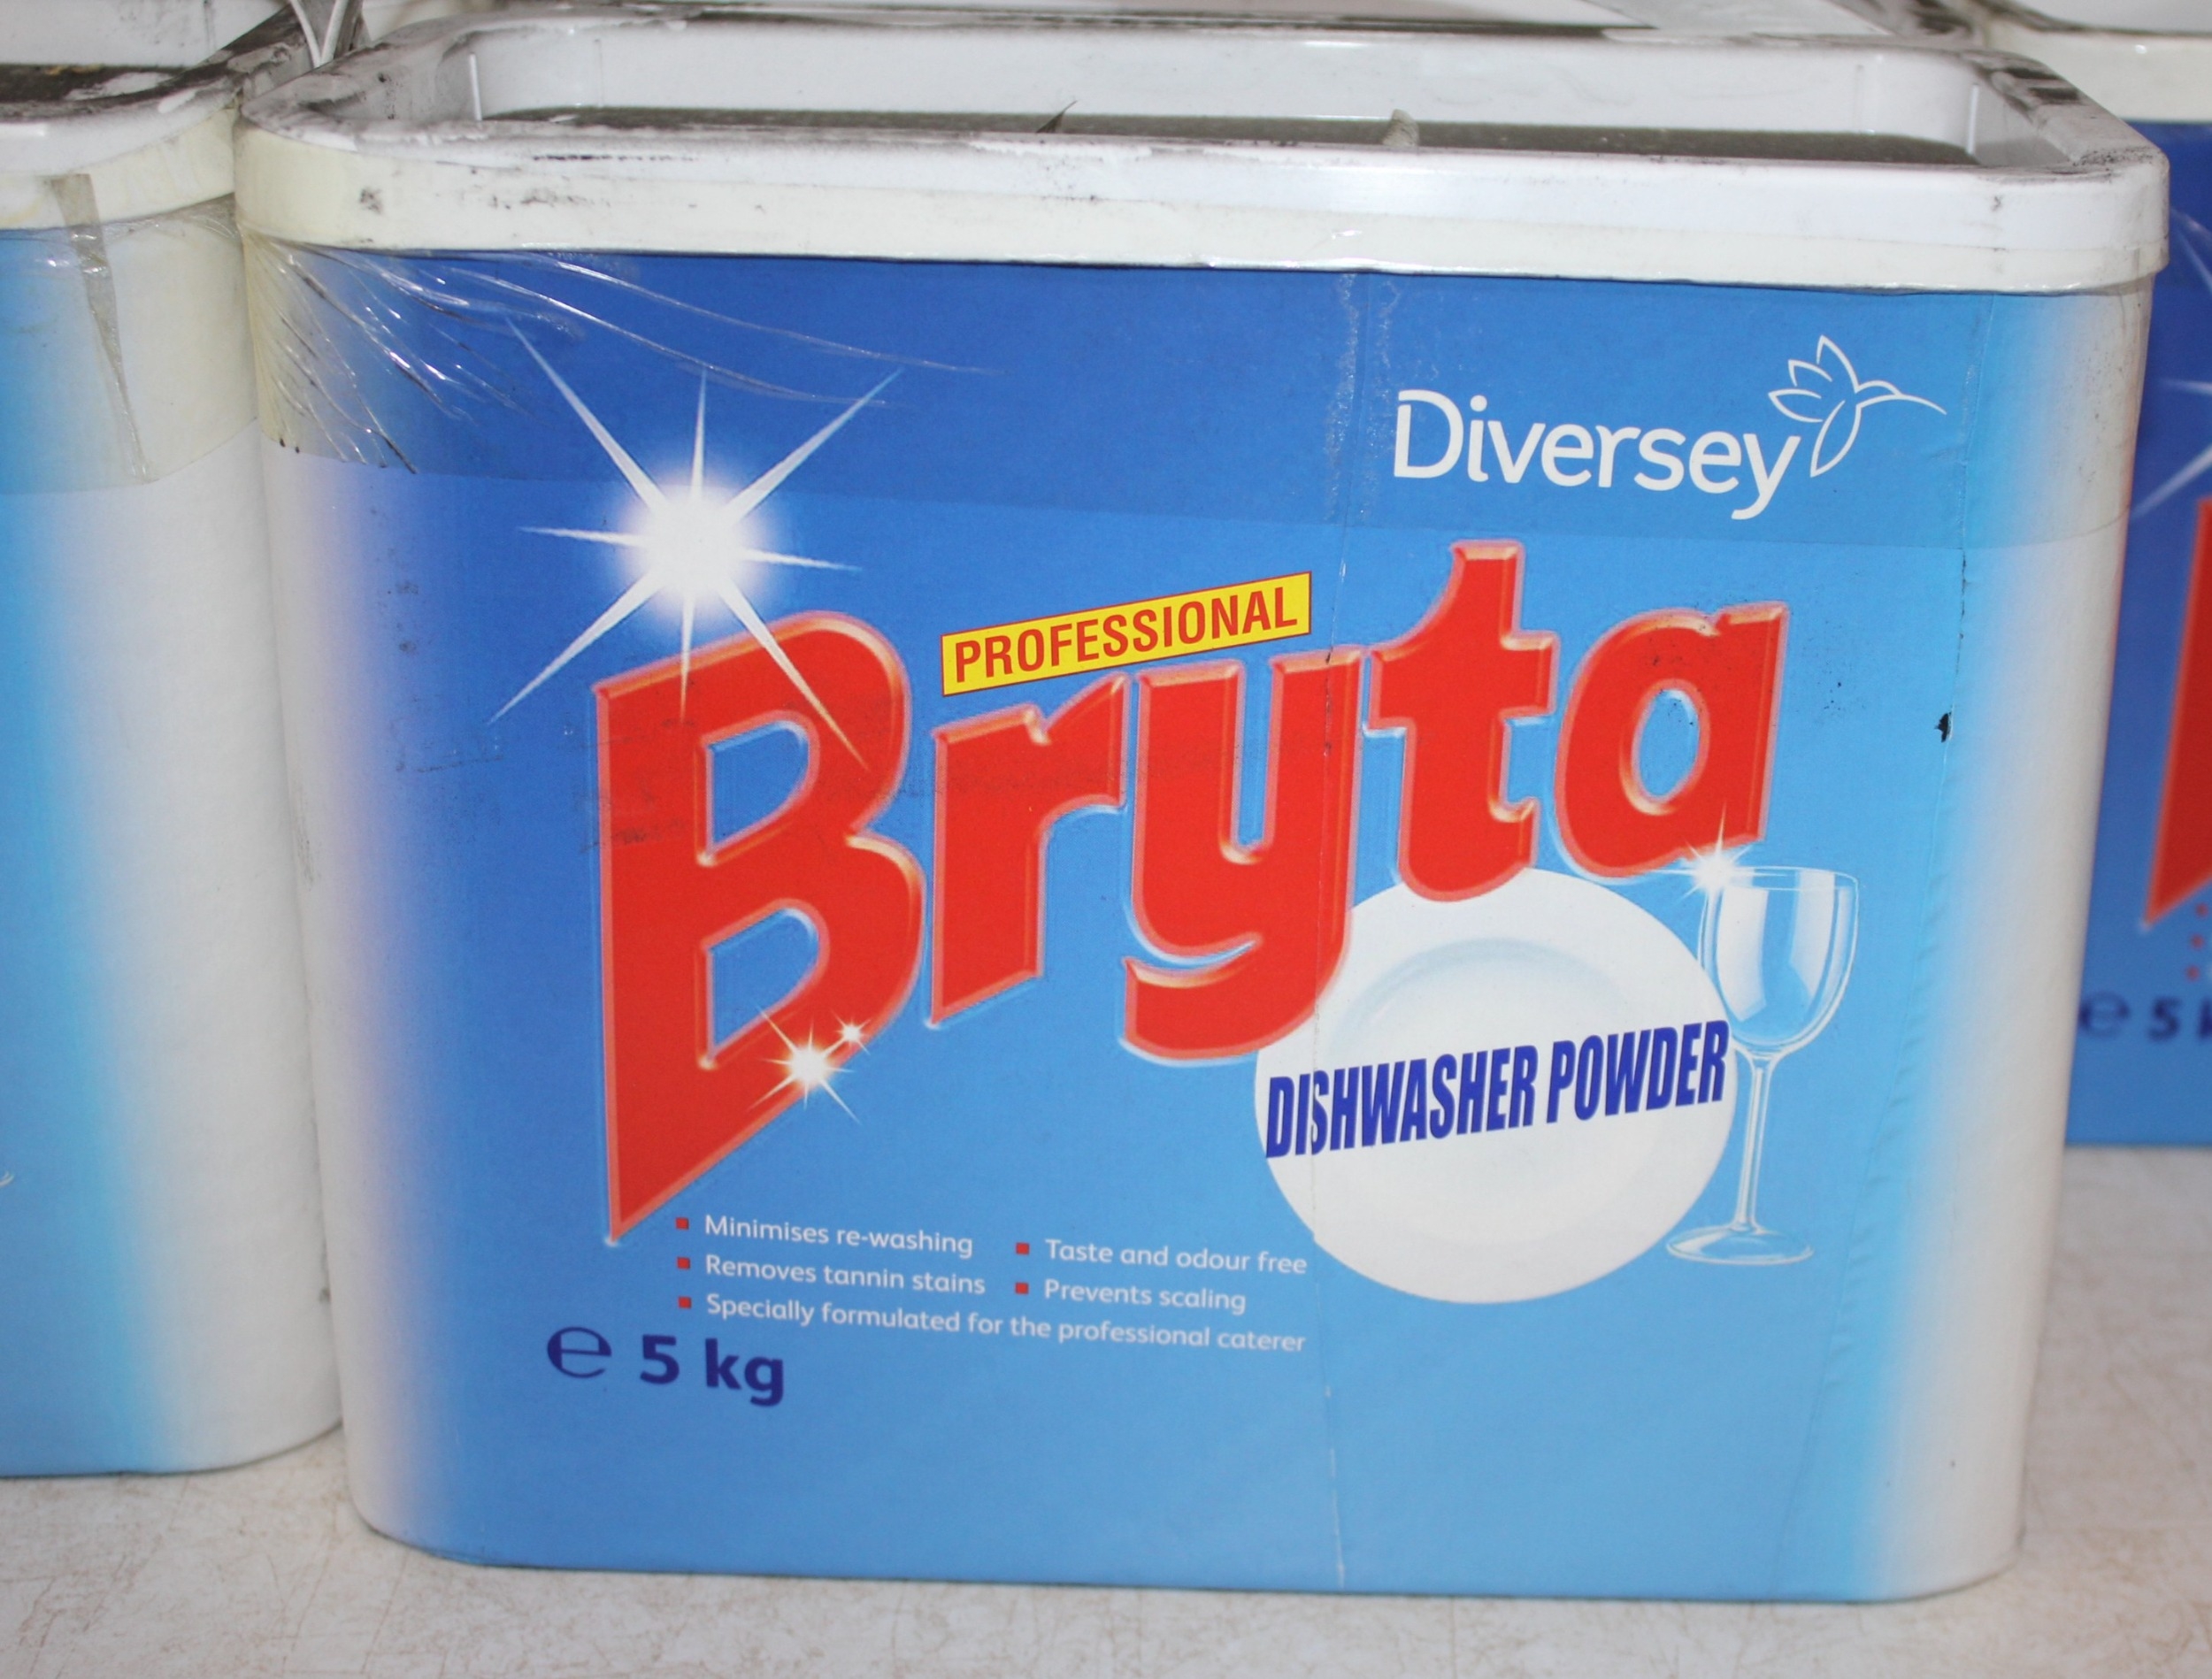 Diversey
PROFESSIONAL
Bryta
DISHWASHER POWDER
Minimises re-washing
Taste and odour free
Removes tannin stains
Prevents scaling
Specially formulated for the professional caterer
℮ 5 kg
℮ 5